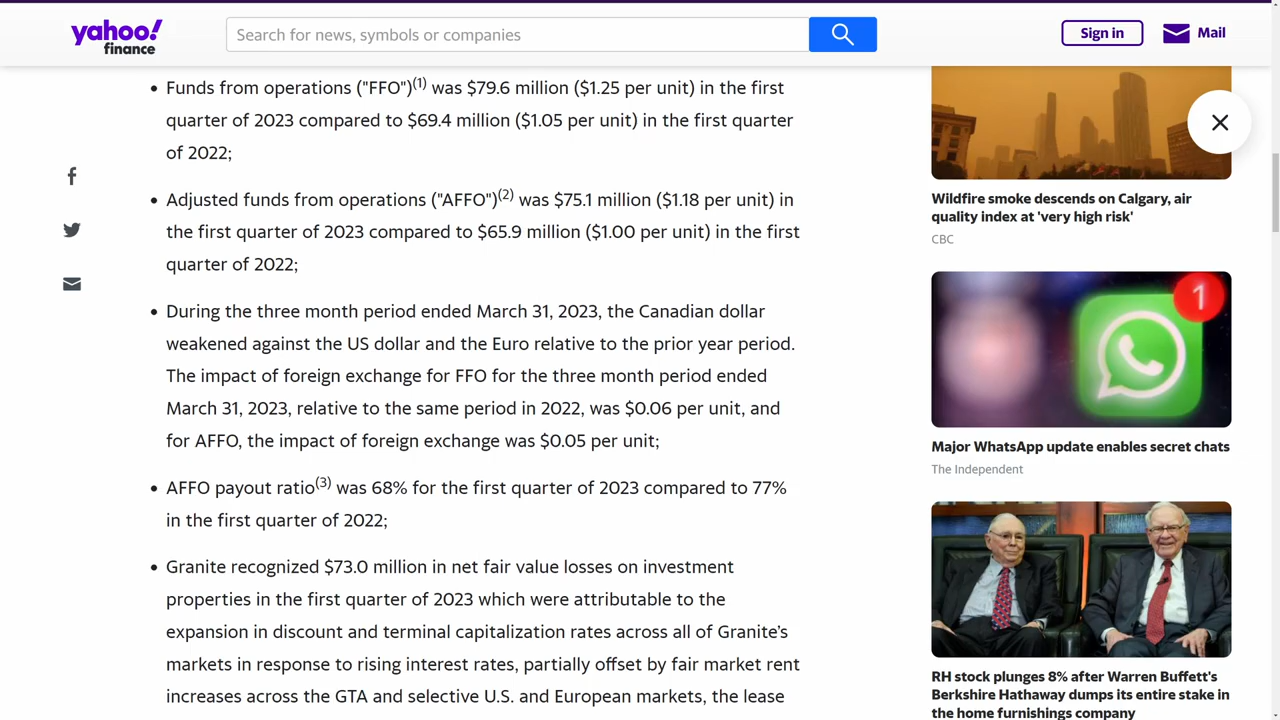 yahoo!
finance
Search for news, symbols or companies
Sign in
Mail
• Funds from operations ("FFO")(1) was $79.6 million ($1.25 per unit) in the first
quarter of 2023 compared to $69.4 million ($1.05 per unit) in the first quarter
of 2022;
• Adjusted funds from operations ("AFFO")(2) was $75.1 million ($1.18 per unit) in
the first quarter of 2023 compared to $65.9 million ($1.00 per unit) in the first
quarter of 2022;
• During the three month period ended March 31, 2023, the Canadian dollar
weakened against the US dollar and the Euro relative to the prior year period.
The impact of foreign exchange for FFO for the three month period ended
March 31, 2023, relative to the same period in 2022, was $0.06 per unit, and
for AFFO, the impact of foreign exchange was $0.05 per unit;
• AFFO payout ratio(3) was 68% for the first quarter of 2023 compared to 77%
in the first quarter of 2022;
• Granite recognized $73.0 million in net fair value losses on investment
properties in the first quarter of 2023 which were attributable to the
expansion in discount and terminal capitalization rates across all of Granite’s
markets in response to rising interest rates, partially offset by fair market rent
increases across the GTA and selective U.S. and European markets, the lease
Wildfire smoke descends on Calgary, air
quality index at 'very high risk'
CBC
1
Major WhatsApp update enables secret chats
The Independent
RH stock plunges 8% after Warren Buffett's
Berkshire Hathaway dumps its entire stake in
the home furnishings company